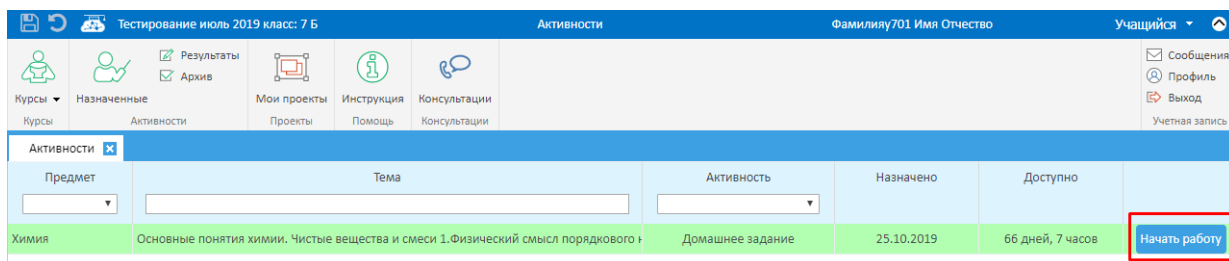 Тестирование июль 2019 класс: 7 Б Активности Фамилияу701 Имя Отчество Учащийся
Результаты Сообщения
Архив Профиль
Курсы Назначенные Мои проекты Инструкция Консультации Выход
Курсы Активности Проекты Помощь Консультации Учетная запись
Активности
Предмет Тема Активность Назначено Доступно
Химия Основные понятия химии. Чистые вещества и смеси 1.Физический смысл порядкового Домашнее задание 25.10.2019 66 дней, 7 часов Начать работу